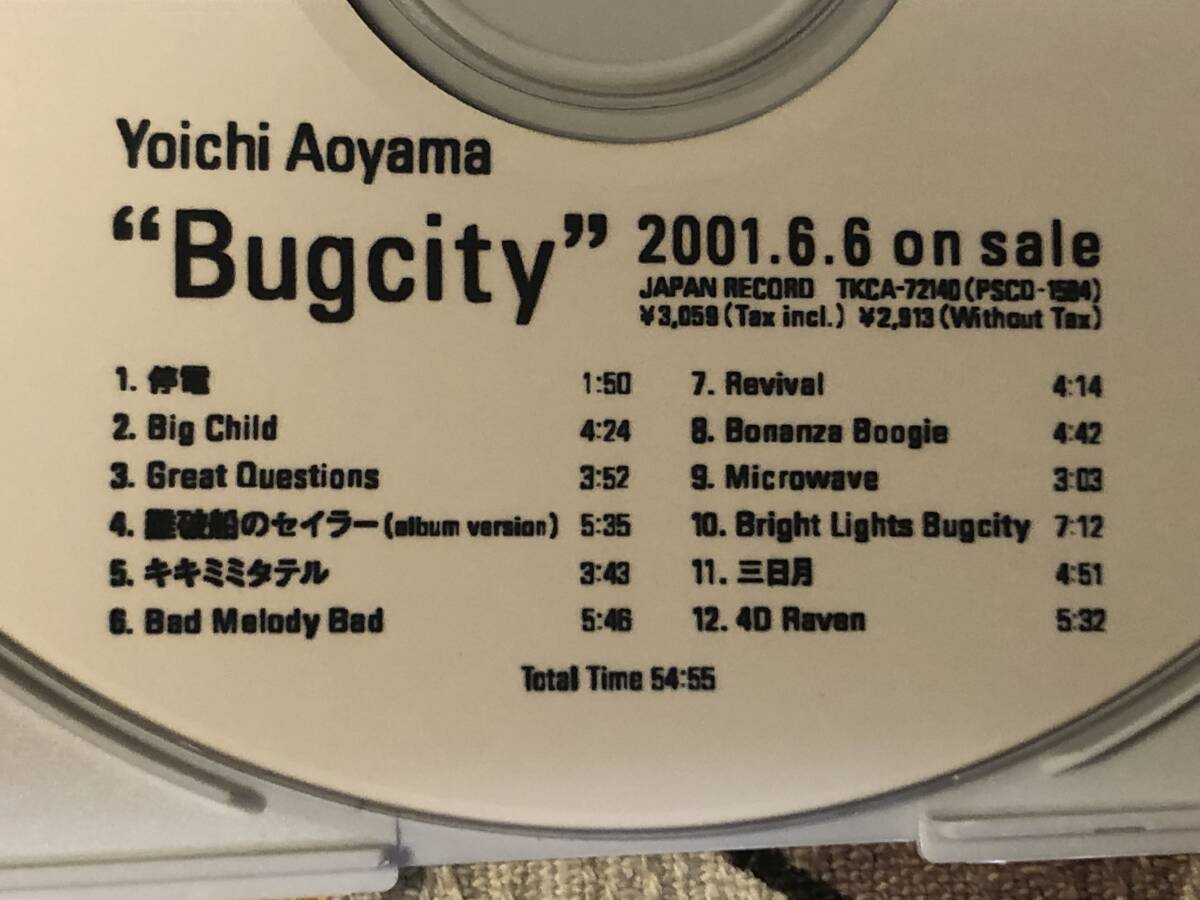 Yoichi Aoyama
“Bugcity” 2001.6.6 on sale
JAPAN RECORD TKCA-72140(PSCD-1504)
¥3,059(Tax incl.) ¥2,913(Without Tax)
1. 停電 1:50
2. Big Child 4:24
3. Great Questions 3:52
4. 難破船のセイラー(album version) 5:35
5. キキミミタテル 3:43
6. Bad Melody Bad 5:46
7. Revival 4:14
8. Bonanza Boogie 4:42
9. Microwave 3:03
10. Bright Lights Bugcity 7:12
11. 三日月 4:51
12. 4D Raven 5:32
Total Time 54:55